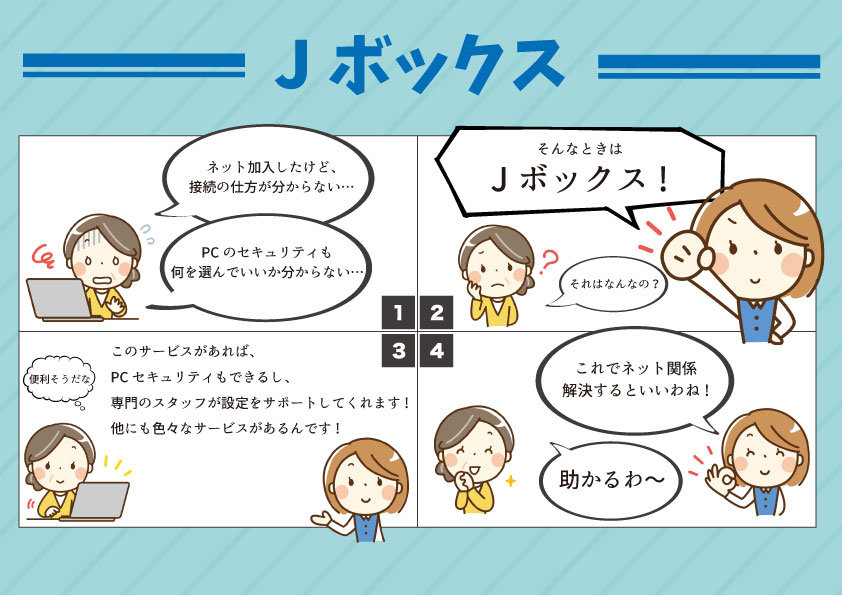 Jボックス
ネット加入したけど、
接続の仕方が分からない…
PCのセキュリティも
何を選んでいいか分からない…
1
そんなときは
Jボックス！
それはなんなの？
2
3
便利そうだな
このサービスがあれば、
PCセキュリティもできるし、
専門のスタッフが設定をサポートしてくれます！
他にも色々なサービスがあるんです！
4
これでネット関係
解決するといいわね！
助かるわ〜